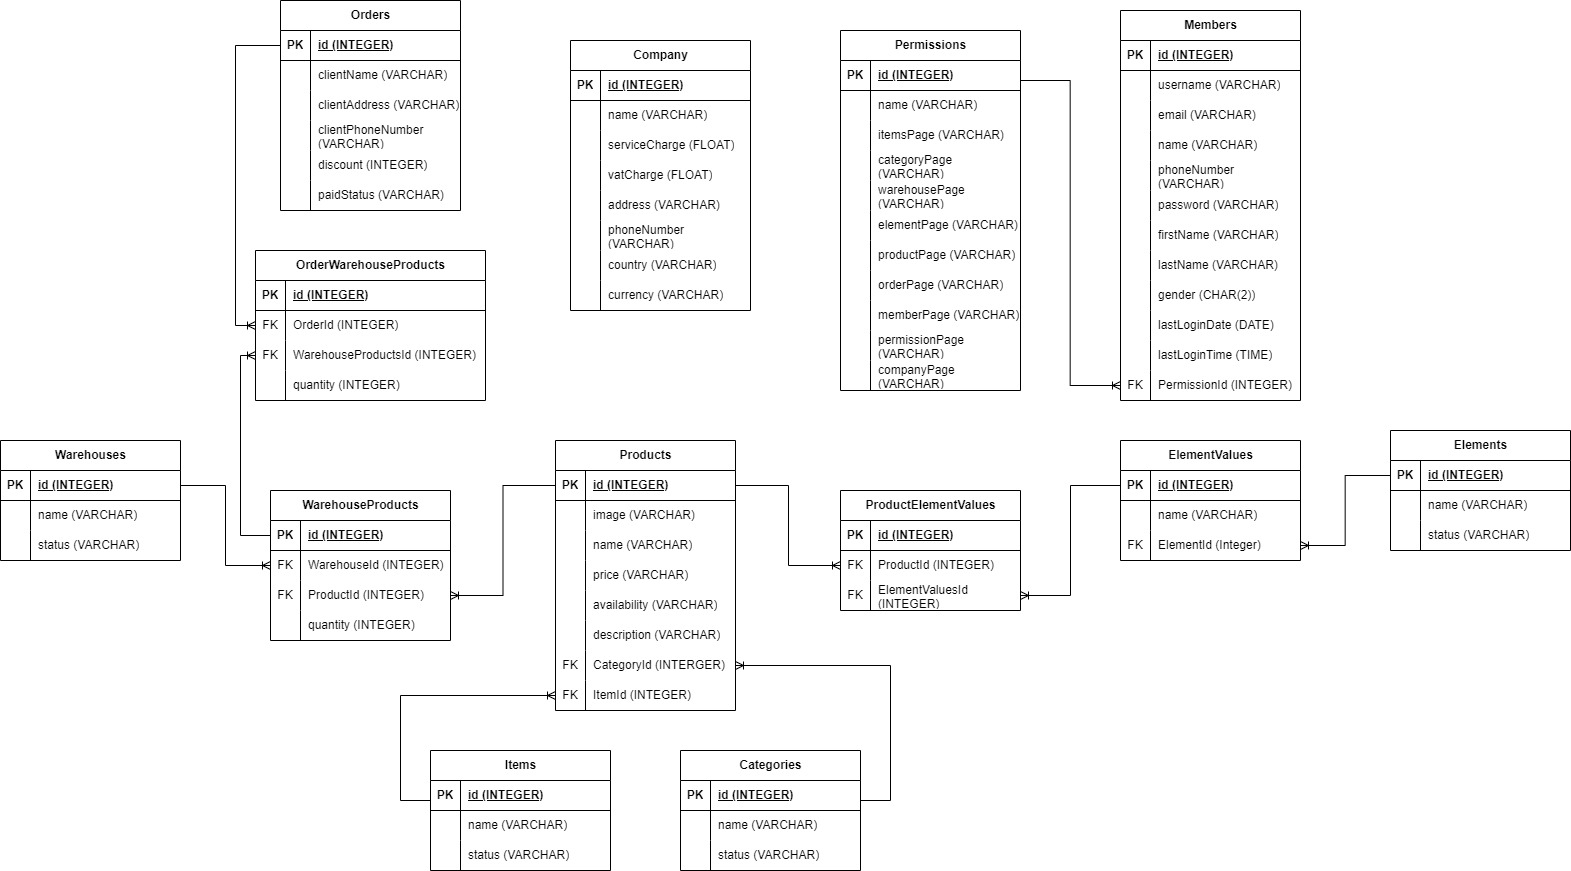 Orders
PK id (INTEGER)
clientName (VARCHAR)
clientAddress (VARCHAR)
clientPhoneNumber
(VARCHAR)
discount (INTEGER)
paidStatus (VARCHAR)
Company
PK id (INTEGER)
name (VARCHAR)
serviceCharge (FLOAT)
vatCharge (FLOAT)
address (VARCHAR)
phoneNumber
(VARCHAR)
country (VARCHAR)
currency (VARCHAR)
Permissions
PK id (INTEGER)
name (VARCHAR)
itemsPage (VARCHAR)
categoryPage
(VARCHAR)
warehousePage
(VARCHAR)
elementPage (VARCHAR)
productPage (VARCHAR)
orderPage (VARCHAR)
memberPage (VARCHAR)
permissionPage
(VARCHAR)
companyPage
(VARCHAR)
Members
PK id (INTEGER)
username (VARCHAR)
email (VARCHAR)
name (VARCHAR)
phoneNumber
(VARCHAR)
password (VARCHAR)
firstName (VARCHAR)
lastName (VARCHAR)
gender (CHAR(2))
lastLoginDate (DATE)
lastLoginTime (TIME)
FK PermissionId (INTEGER)
OrderWarehouseProducts
PK id (INTEGER)
FK OrderId (INTEGER)
FK WarehouseProductsId (INTEGER)
quantity (INTEGER)
Warehouses
PK id (INTEGER)
name (VARCHAR)
status (VARCHAR)
WarehouseProducts
PK id (INTEGER)
FK WarehouseId (INTEGER)
FK ProductId (INTEGER)
quantity (INTEGER)
Products
PK id (INTEGER)
image (VARCHAR)
name (VARCHAR)
price (VARCHAR)
availability (VARCHAR)
description (VARCHAR)
FK CategoryId (INTERGER)
FK ItemId (INTEGER)
ProductElementValues
PK id (INTEGER)
FK ProductId (INTEGER)
FK ElementValuesId
(INTEGER)
ElementValues
PK id (INTEGER)
name (VARCHAR)
FK ElementId (Integer)
Elements
PK id (INTEGER)
name (VARCHAR)
status (VARCHAR)
Items
PK id (INTEGER)
name (VARCHAR)
status (VARCHAR)
Categories
PK id (INTEGER)
name (VARCHAR)
status (VARCHAR)